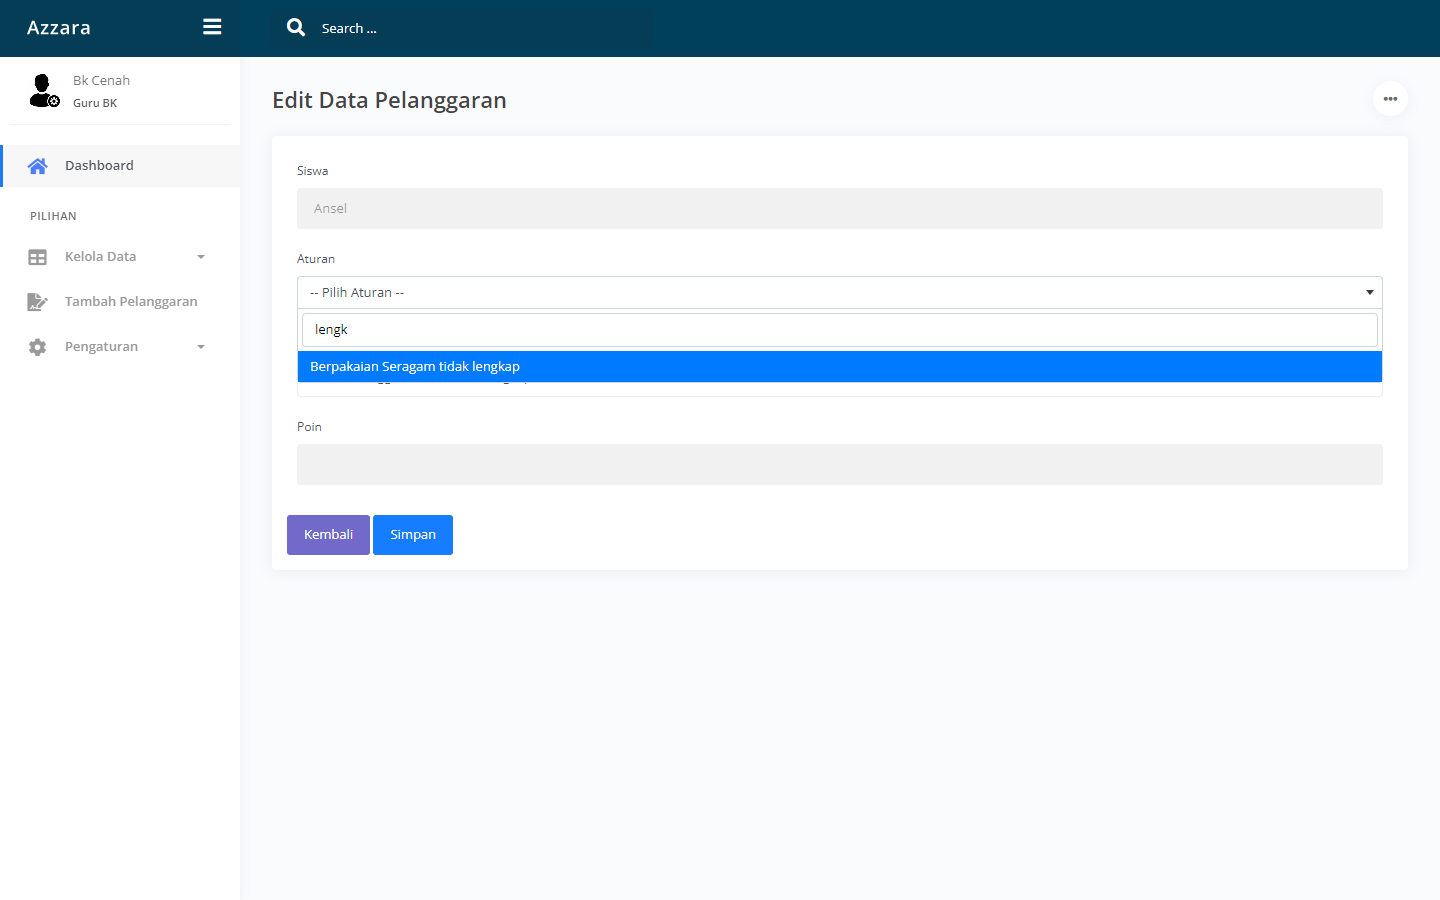 Azzara
Search ...
Bk Cenah
Guru BK
Dashboard
PILIHAN
Kelola Data
Tambah Pelanggaran
Pengaturan
Edit Data Pelanggaran
Siswa
Ansel
Aturan
-- Pilih Aturan --
lengk
Berpakaian Seragam tidak lengkap
Poin
Kembali
Simpan